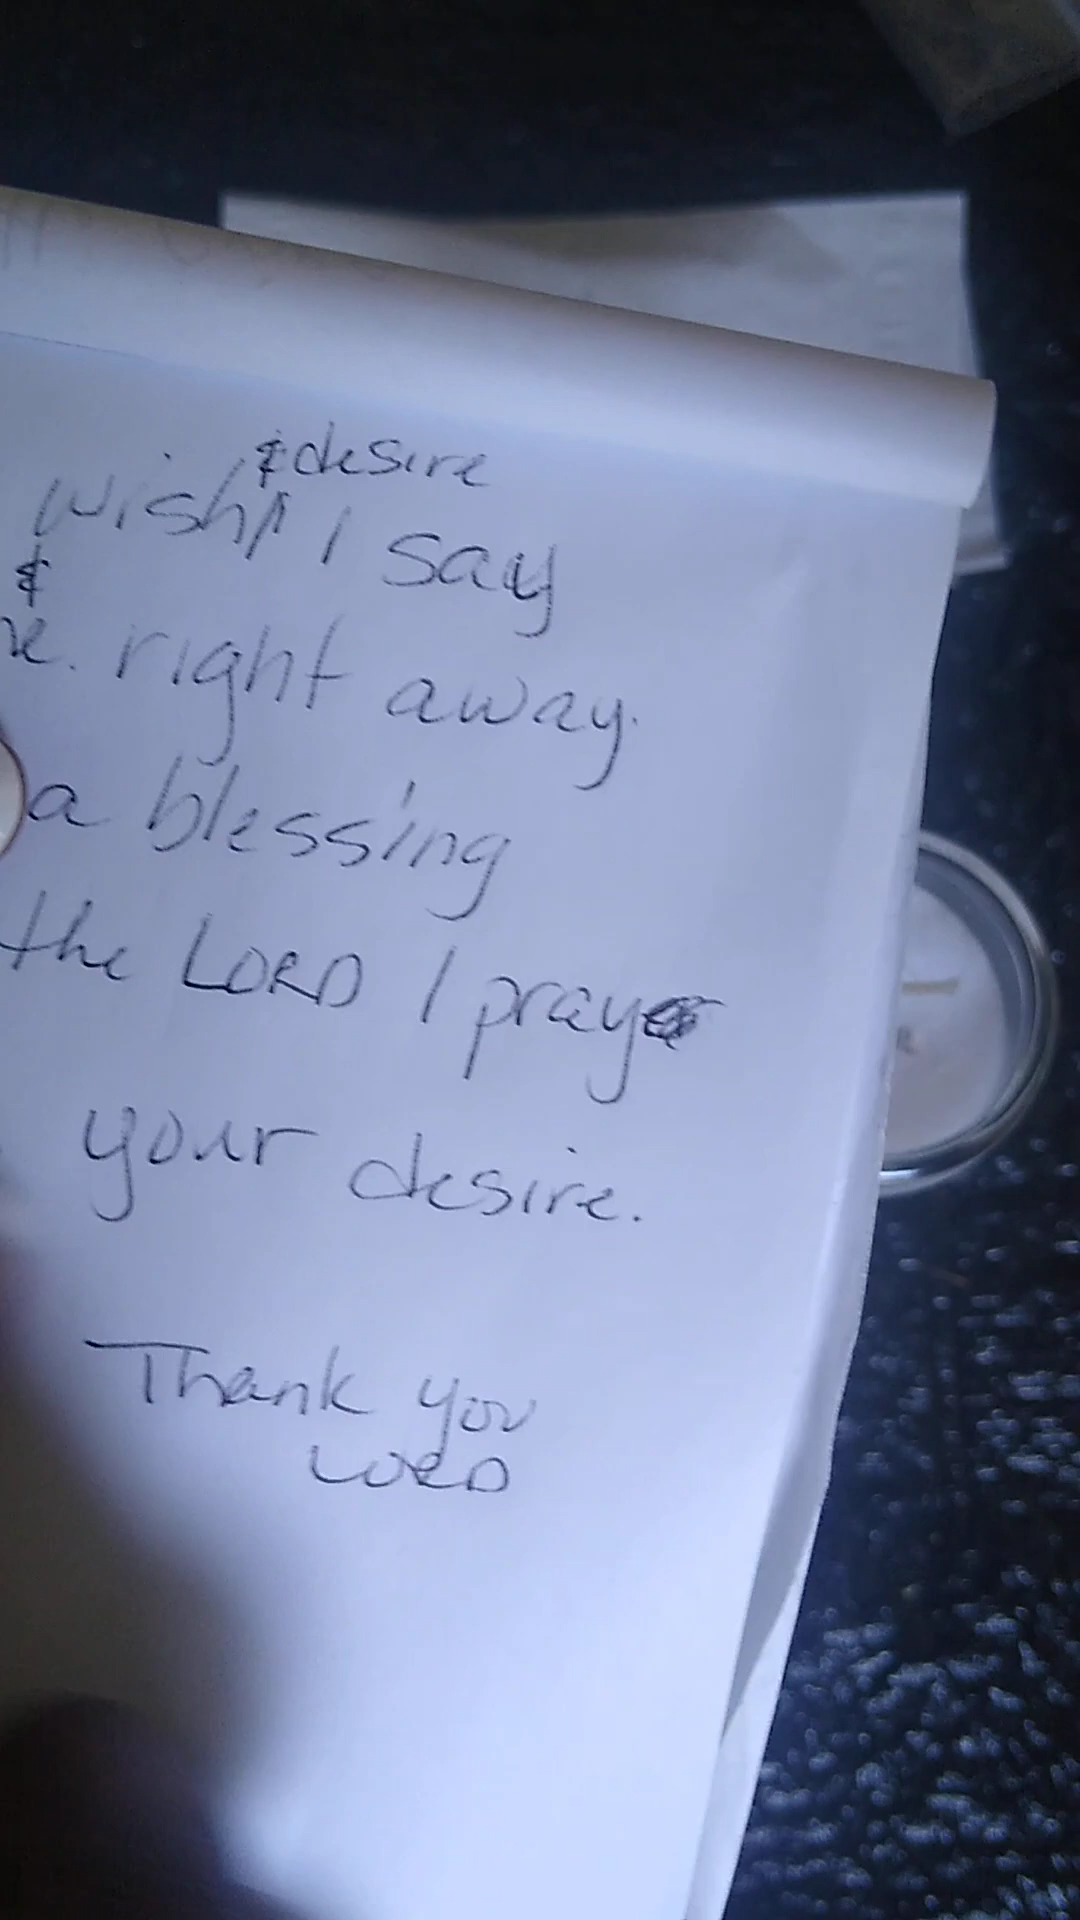 & desire
wish I say
&
right away.
a blessing
the LORD I pray
your desire.
Thank you
LORD